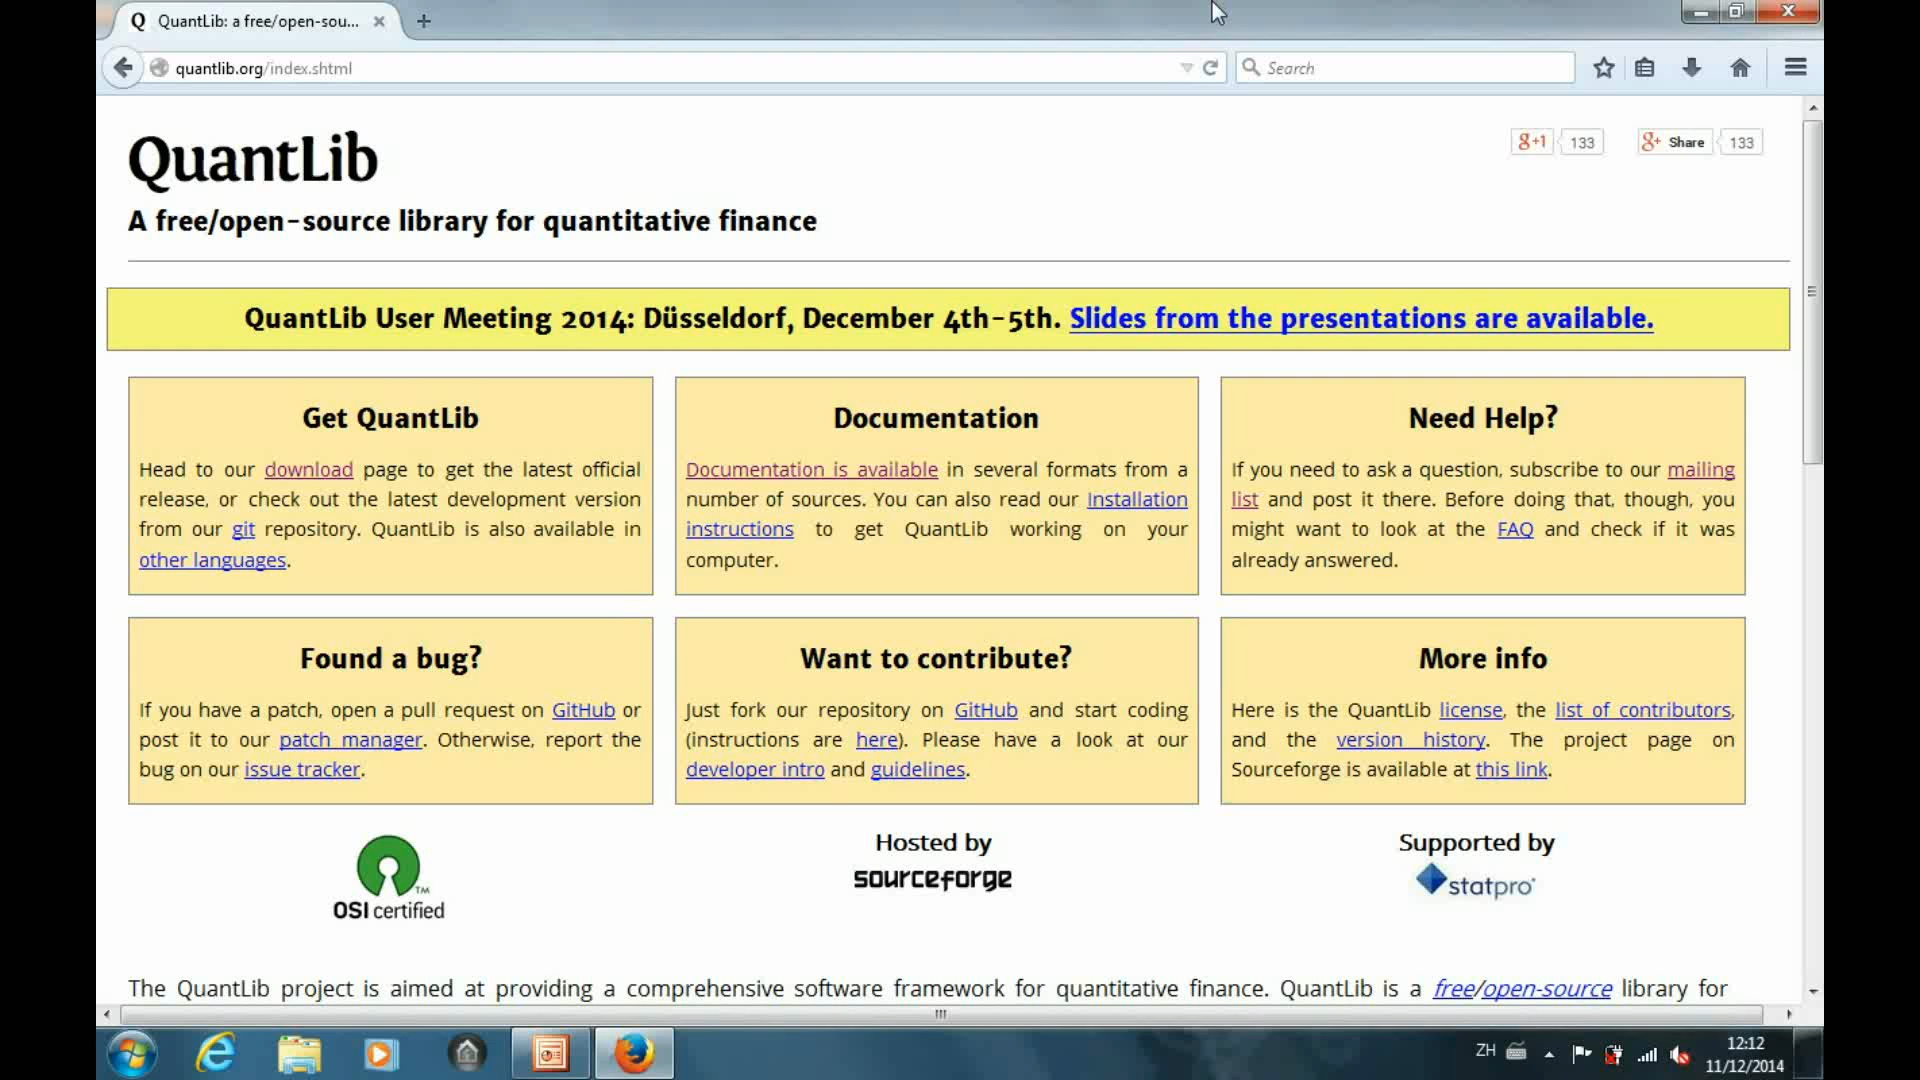 Q QuantLib: a free/open-sou...
quantlib.org/index.shtml
Search
QuantLib
g+1 133 g+ Share 133
A free/open-source library for quantitative finance
QuantLib User Meeting 2014: Düsseldorf, December 4th-5th. Slides from the presentations are available.
Get QuantLib
Head to our download page to get the latest official
release, or check out the latest development version
from our git repository. QuantLib is also available in
other languages.
Documentation
Documentation is available in several formats from a
number of sources. You can also read our Installation
instructions to get QuantLib working on your
computer.
Need Help?
If you need to ask a question, subscribe to our mailing
list and post it there. Before doing that, though, you
might want to look at the FAQ and check if it was
already answered.
Found a bug?
If you have a patch, open a pull request on GitHub or
post it to our patch manager. Otherwise, report the
bug on our issue tracker.
Want to contribute?
Just fork our repository on GitHub and start coding
(instructions are here). Please have a look at our
developer intro and guidelines.
More info
Here is the QuantLib license, the list of contributors,
and the version history. The project page on
Sourceforge is available at this link.
OSI certified TM
Hosted by
sourceforge
Supported by
statpro
The QuantLib project is aimed at providing a comprehensive software framework for quantitative finance. QuantLib is a free/open-source library for
ZH
12:12
11/12/2014